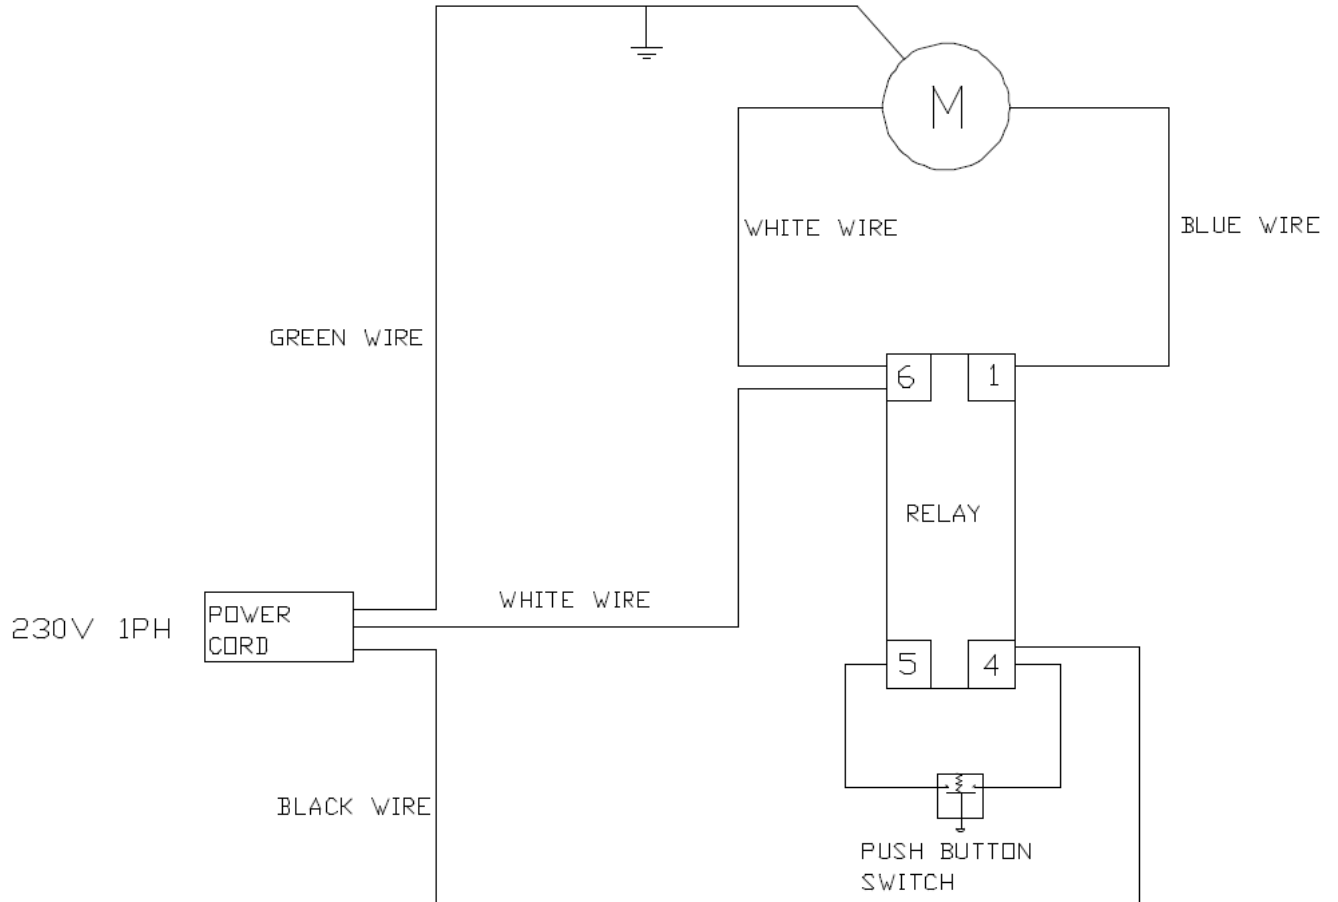 M
WHITE WIRE
BLUE WIRE
GREEN WIRE
6
1
RELAY
WHITE WIRE
230V 1PH
POWER
CORD
5
4
BLACK WIRE
PUSH BUTTON
SWITCH